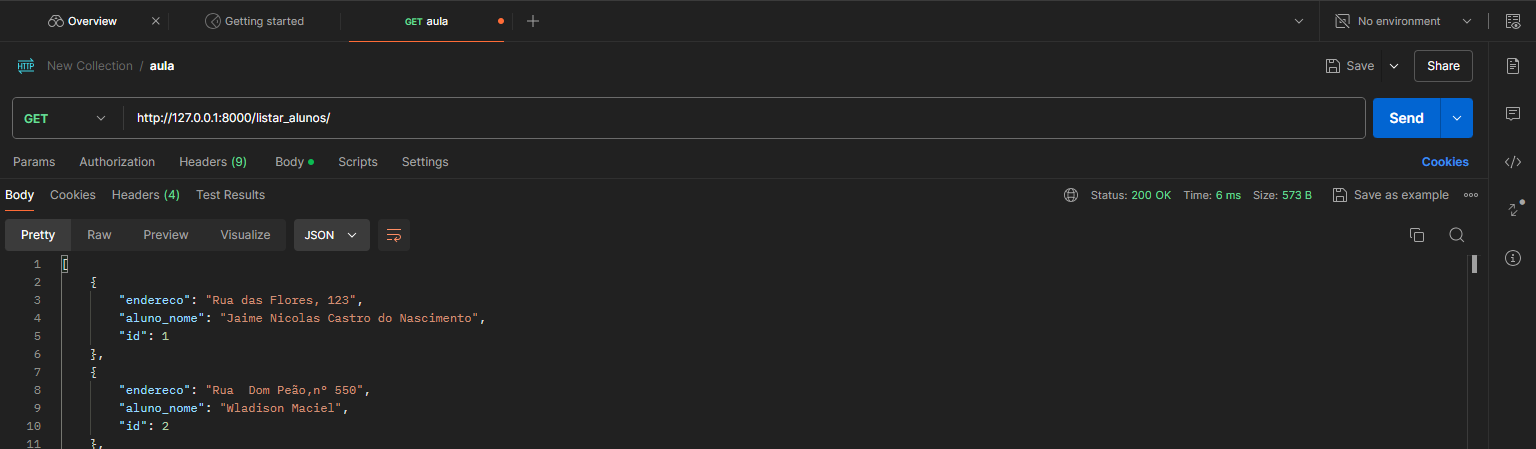 Overview Getting started GET aula No environment
HTTP New Collection / aula Save Share
GET http://127.0.0.1:8000/listar_alunos/ Send
Params Authorization Headers (9) Body Scripts Settings Cookies
Body Cookies Headers (4) Test Results Status: 200 OK Time: 6 ms Size: 573 B Save as example
Pretty Raw Preview Visualize JSON
1 [
2 {
3 "endereco": "Rua das Flores, 123",
4 "aluno_nome": "Jaime Nicolas Castro do Nascimento",
5 "id": 1
6 },
7 {
8 "endereco": "Rua  Dom Peão,nº 550",
9 "aluno_nome": "Wladison Maciel",
10 "id": 2
11 },